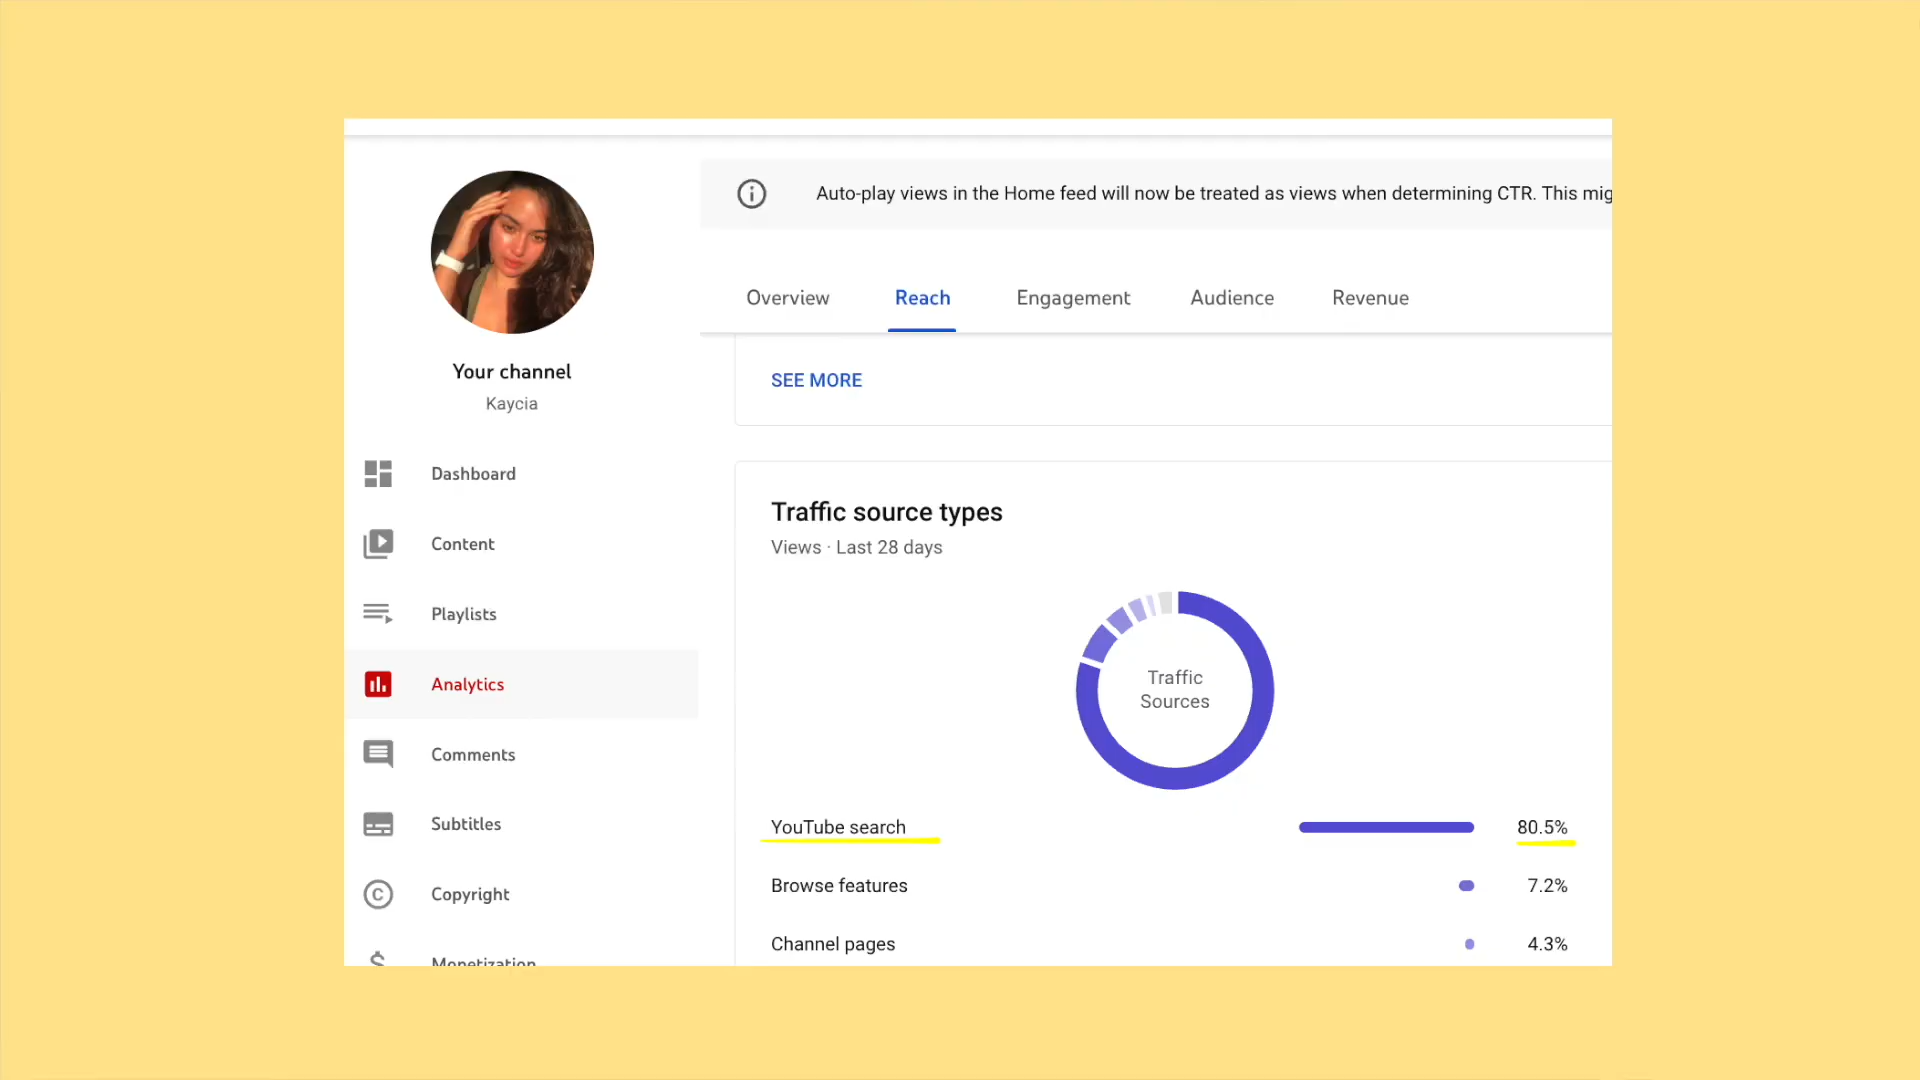 Your channel
Kaycia
Dashboard
Content
Playlists
Analytics
Comments
Subtitles
Copyright
Monetization
Auto-play views in the Home feed will now be treated as views when determining CTR. This mig
Overview
Reach
Engagement
Audience
Revenue
SEE MORE
Traffic source types
Views · Last 28 days
Traffic
Sources
YouTube search 80.5%
Browse features 7.2%
Channel pages 4.3%